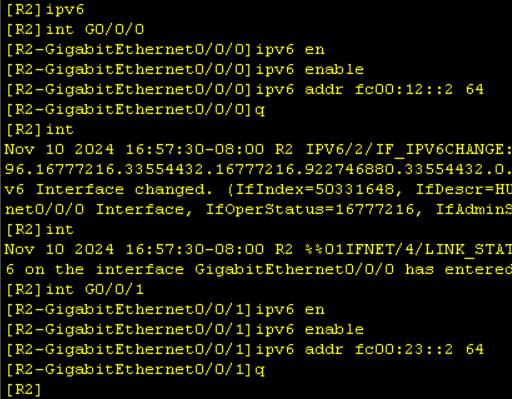 [R2]ipv6
[R2]int G0/0/0
[R2-GigabitEthernet0/0/0]ipv6 en
[R2-GigabitEthernet0/0/0]ipv6 enable
[R2-GigabitEthernet0/0/0]ipv6 addr fc00:12::2 64
[R2-GigabitEthernet0/0/0]q
[R2]int
Nov 10 2024 16:57:30-08:00 R2 IPV6/2/IF_IPV6CHANGE:
96.16777216.33554432.16777216.922746880.33554432.0.
v6 Interface changed. (IfIndex=50331648, IfDescr=HU
net0/0/0 Interface, IfOperStatus=16777216, IfAdminS
[R2]int
Nov 10 2024 16:57:30-08:00 R2 %%01IFNET/4/LINK_STAT
6 on the interface GigabitEthernet0/0/0 has entered
[R2]int G0/0/1
[R2-GigabitEthernet0/0/1]ipv6 en
[R2-GigabitEthernet0/0/1]ipv6 enable
[R2-GigabitEthernet0/0/1]ipv6 addr fc00:23::2 64
[R2-GigabitEthernet0/0/1]q
[R2]